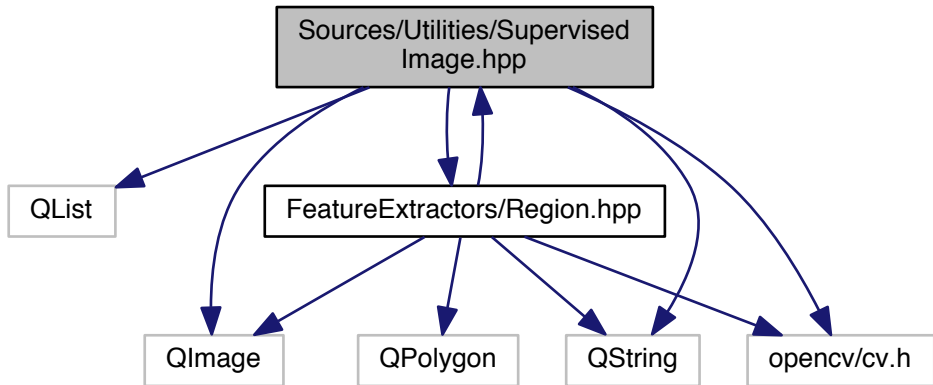 Sources/Utilities/Supervised
Image.hpp
QList
FeatureExtractors/Region.hpp
QImage
QPolygon
QString
opencv/cv.h